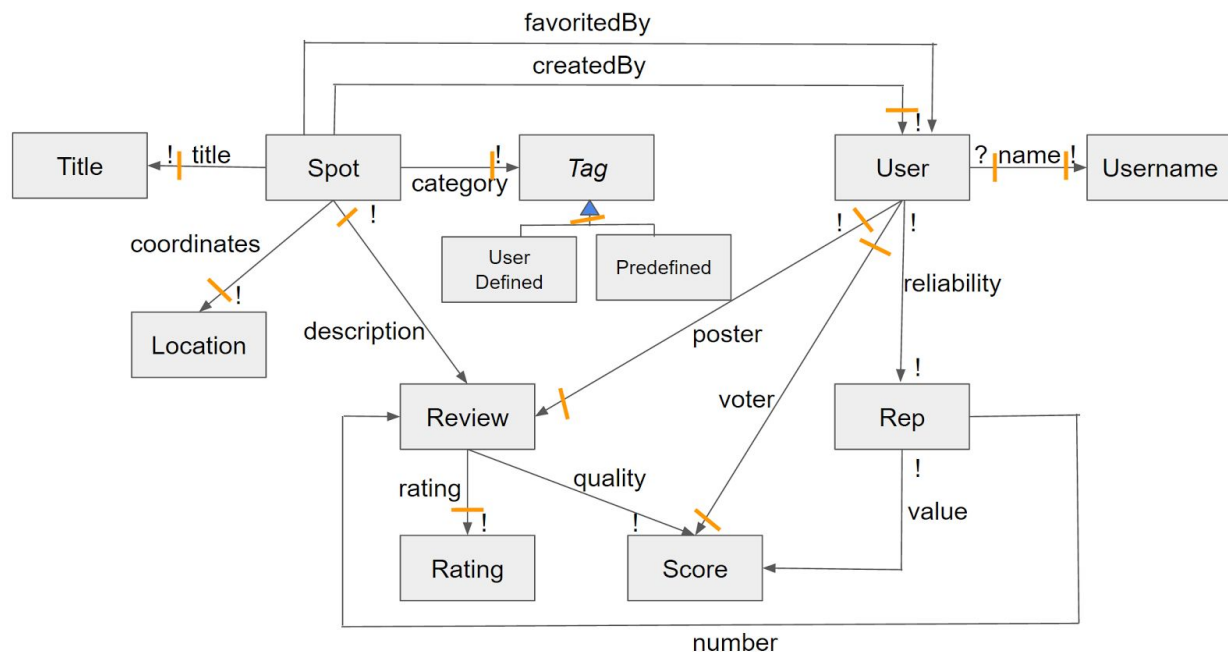 favoritedBy
createdBy
!
! title
! ? name !
Title
Spot
category
Tag
User
Username
!
! !
coordinates
User
Defined
Predefined
reliability
!
Location
description
poster
!
voter
Review
Rep
!
rating
quality
value
! !
Rating
Score
number